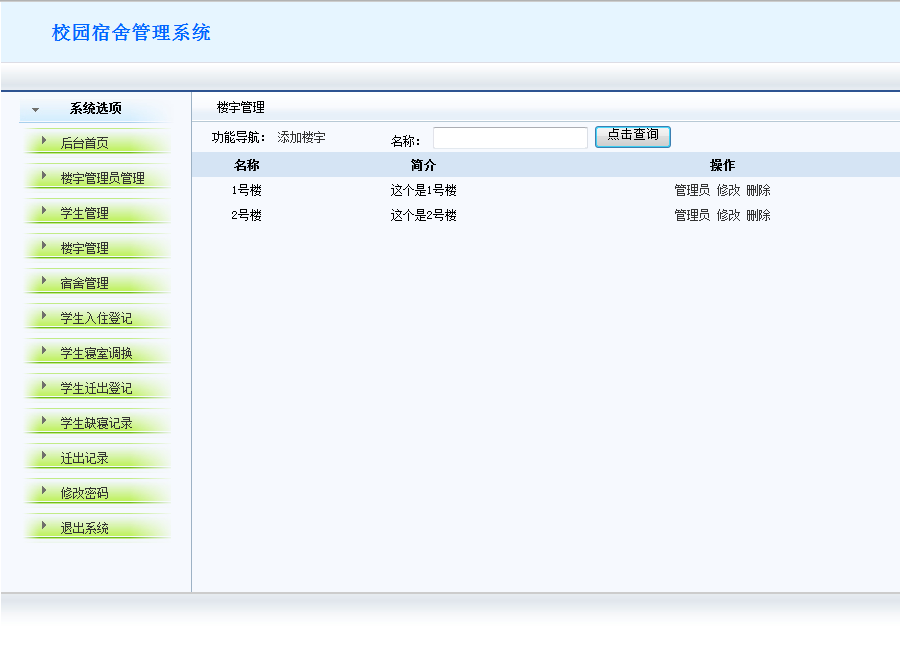 校园宿舍管理系统
系统选项
后台首页
楼宇管理员管理
学生管理
楼宇管理
宿舍管理
学生入住登记
学生寝室调换
学生迁出登记
学生缺寝记录
迁出记录
修改密码
退出系统
楼宇管理
功能导航： 添加楼宇 名称： 点击查询
名称 简介 操作
1号楼 这个是1号楼 管理员 修改 删除
2号楼 这个是2号楼 管理员 修改 删除